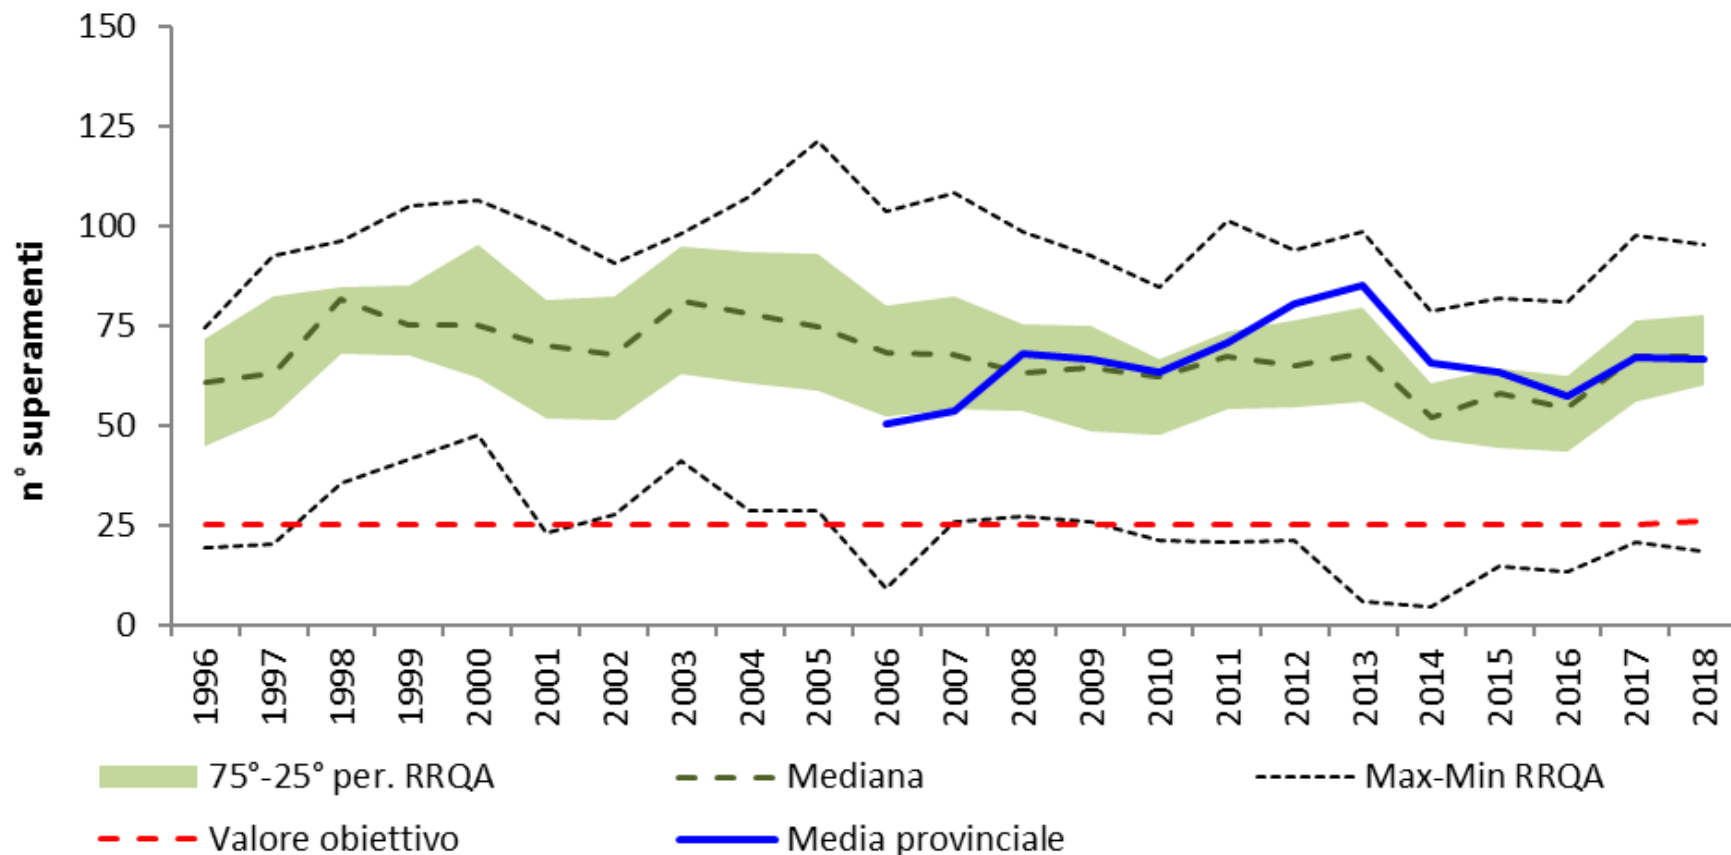 150
125
100
75
50
25
0
n° superamenti
1996 1997 1998 1999 2000 2001 2002 2003 2004 2005 2006 2007 2008 2009 2010 2011 2012 2013 2014 2015 2016 2017 2018
75°-25° per. RRQA Mediana Max-Min RRQA
Valore obiettivo Media provinciale